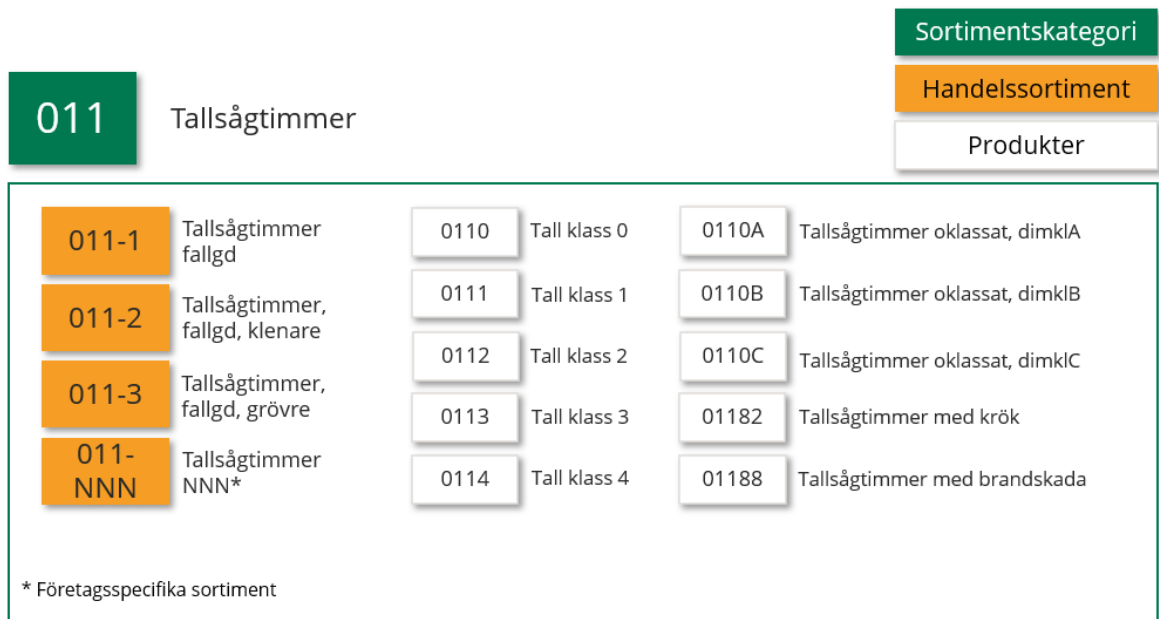 Sortimentskategori
Handelssortiment
Produkter
011
Tallsågtimmer
011-1
Tallsågtimmer
fallgd
011-2
Tallsågtimmer,
fallgd, klenare
011-3
Tallsågtimmer,
fallgd, grövre
011-
NNN
Tallsågtimmer
NNN*
0110
Tall klass 0
0111
Tall klass 1
0112
Tall klass 2
0113
Tall klass 3
0114
Tall klass 4
0110A
Tallsågtimmer oklassat, dimklA
0110B
Tallsågtimmer oklassat, dimklB
0110C
Tallsågtimmer oklassat, dimklC
01182
Tallsågtimmer med krök
01188
Tallsågtimmer med brandskada
* Företagsspecifika sortiment